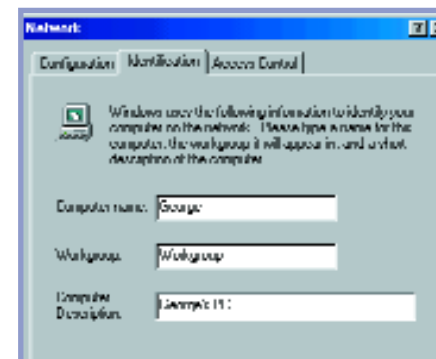 Network
Configuration Identification Access Control
Windows uses the following information to identify your
computer on the network. Please type a name for this
computer, the workgroup it will appear in, and a short
description of the computer.
Computer name: George
Workgroup: Workgroup
Computer
Description: George's PC